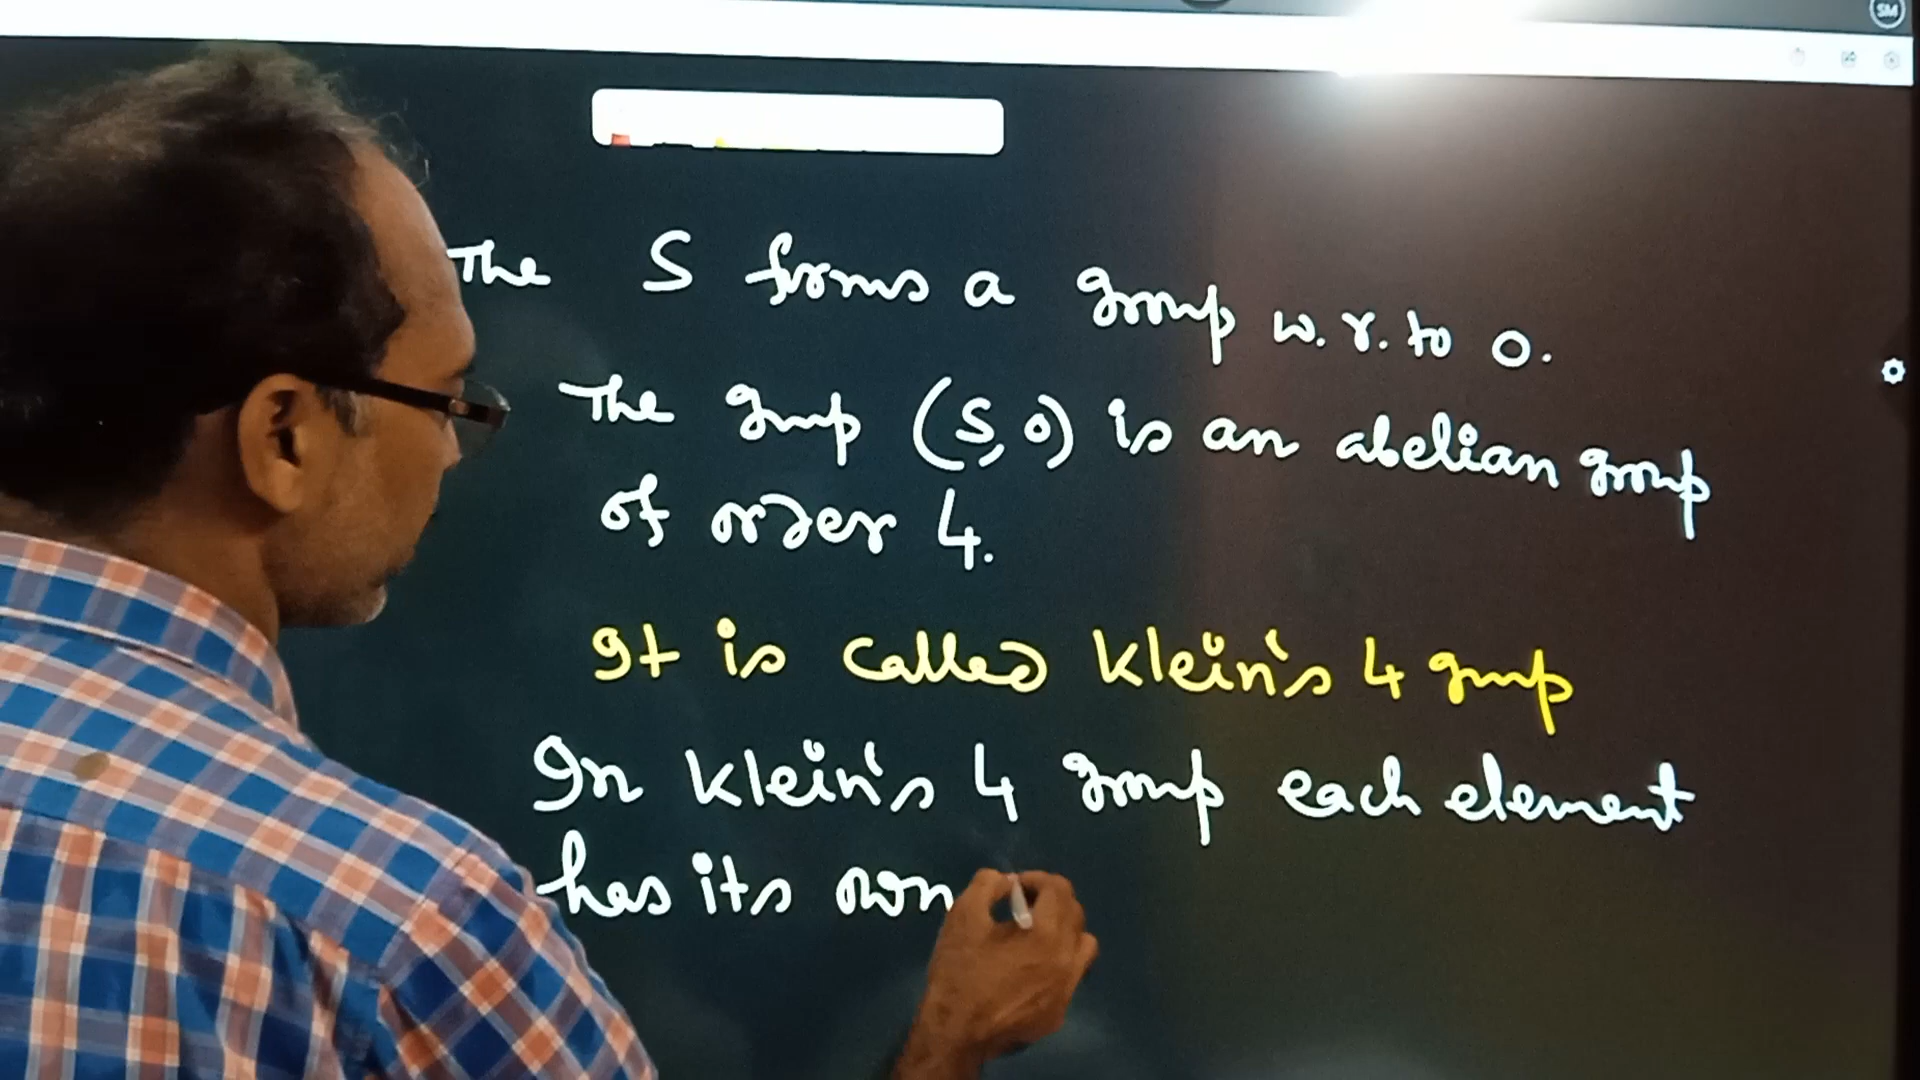 SM
The S forms a group w.r.to o.
The group (S, o) is an abelian group
of order 4.
It is called Klein's 4 group
In Klein's 4 group each element
has its own